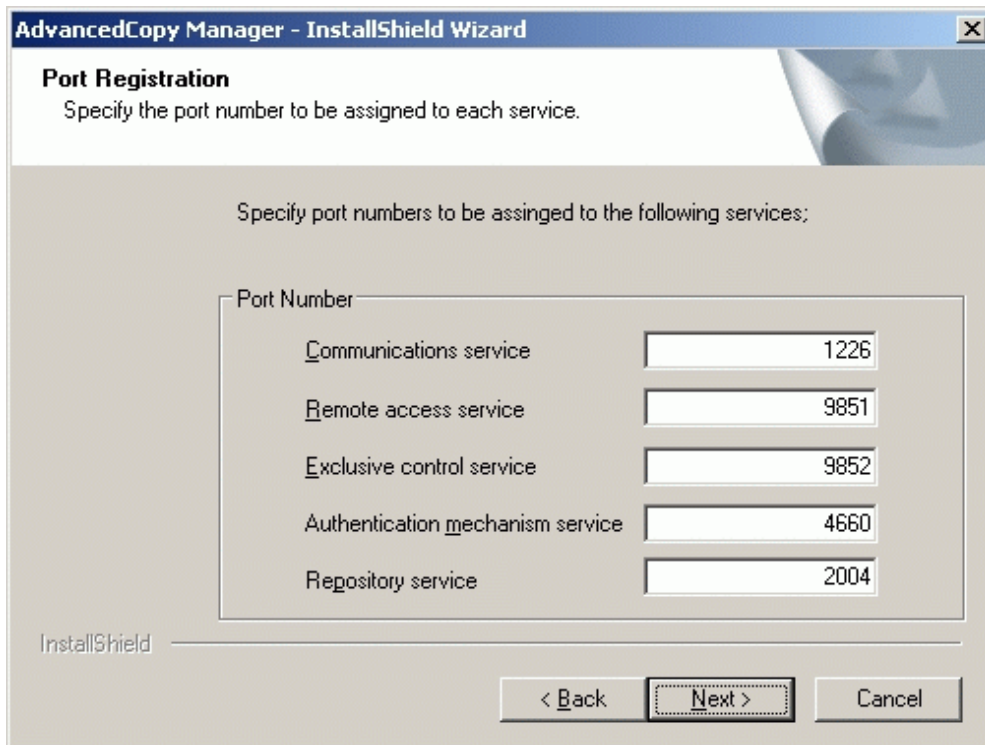 AdvancedCopy Manager - InstallShield Wizard
Port Registration
Specify the port number to be assigned to each service.
Specify port numbers to be assinged to the following services;
Port Number
Communications service 1226
Remote access service 9851
Exclusive control service 9852
Authentication mechanism service 4660
Repository service 2004
InstallShield
< Back Next > Cancel